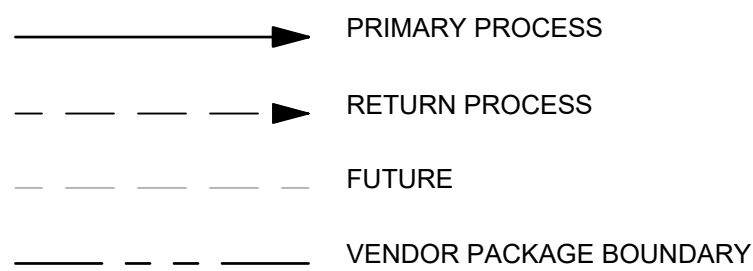 PRIMARY PROCESS
RETURN PROCESS
FUTURE
VENDOR PACKAGE BOUNDARY